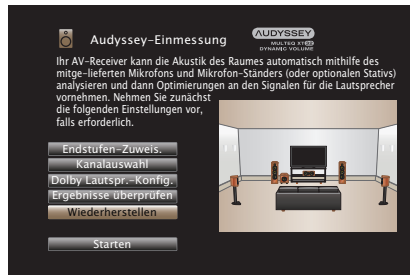 Audyssey-Einmessung
AUDYSSEY
MULTEQ XT32
DYNAMIC VOLUME
Ihr AV-Receiver kann die Akustik des Raumes automatisch mithilfe des
mitge-lieferten Mikrofons und Mikrofon-Ständers (oder optionalen Stativs)
analysieren und dann Optimierungen an den Signalen für die Lautsprecher
vornehmen. Nehmen Sie zunächst
die folgenden Einstellungen vor,
falls erforderlich.
Endstufen-Zuweis.
Kanalauswahl
Dolby Lautspr.-Konfig.
Ergebnisse überprüfen
Wiederherstellen
Starten